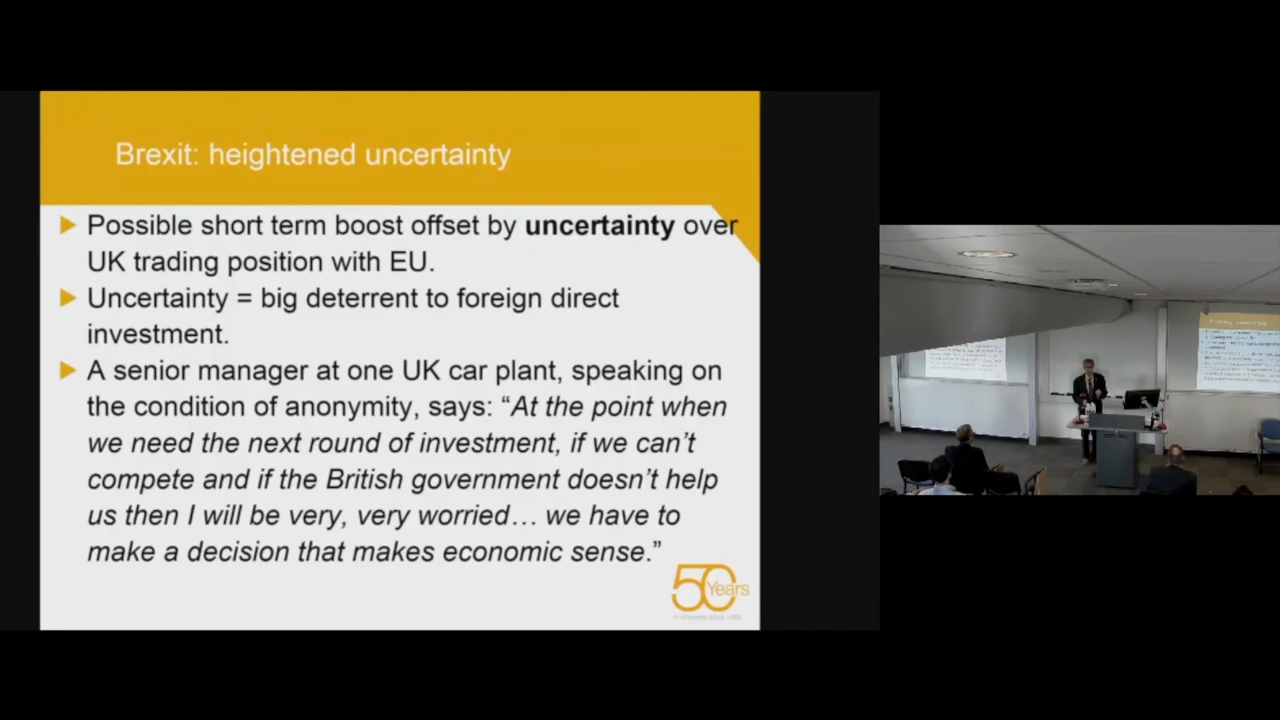 Brexit: heightened uncertainty
Possible short term boost offset by uncertainty over
UK trading position with EU.
Uncertainty = big deterrent to foreign direct
investment.
A senior manager at one UK car plant, speaking on
the condition of anonymity, says: “At the point when
we need the next round of investment, if we can’t
compete and if the British government doesn’t help
us then I will be very, very worried… we have to
make a decision that makes economic sense.”
50
Years